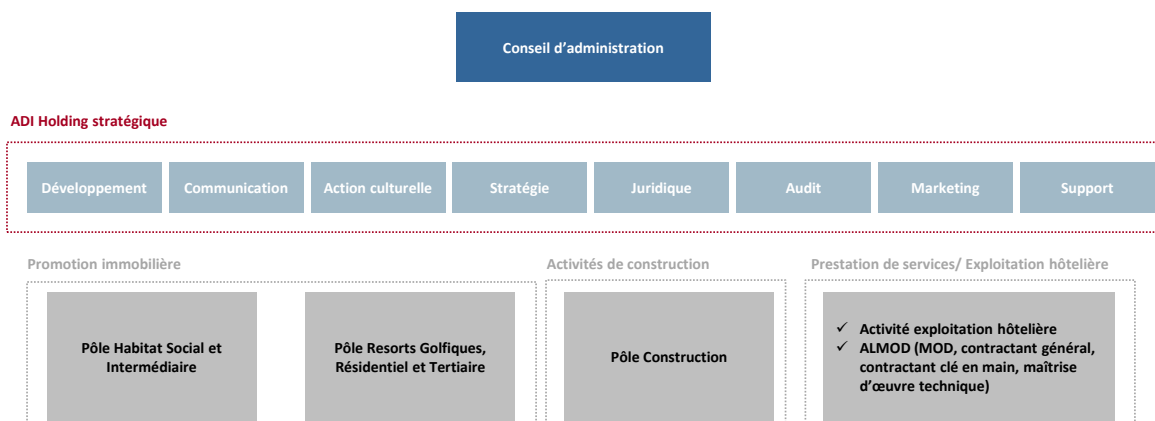 Conseil d'administration
ADI Holding stratégique
Développement
Communication
Action culturelle
Stratégie
Juridique
Audit
Marketing
Support
Promotion immobilière
Activités de construction
Prestation de services/ Exploitation hôtelière
Pôle Habitat Social et
Intermédiaire
Pôle Resorts Golfiques,
Résidentiel et Tertiaire
Pôle Construction
✓ Activité exploitation hôtelière
✓ ALMOD (MOD, contractant général,
contractant clé en main, maîtrise
d'œuvre technique)